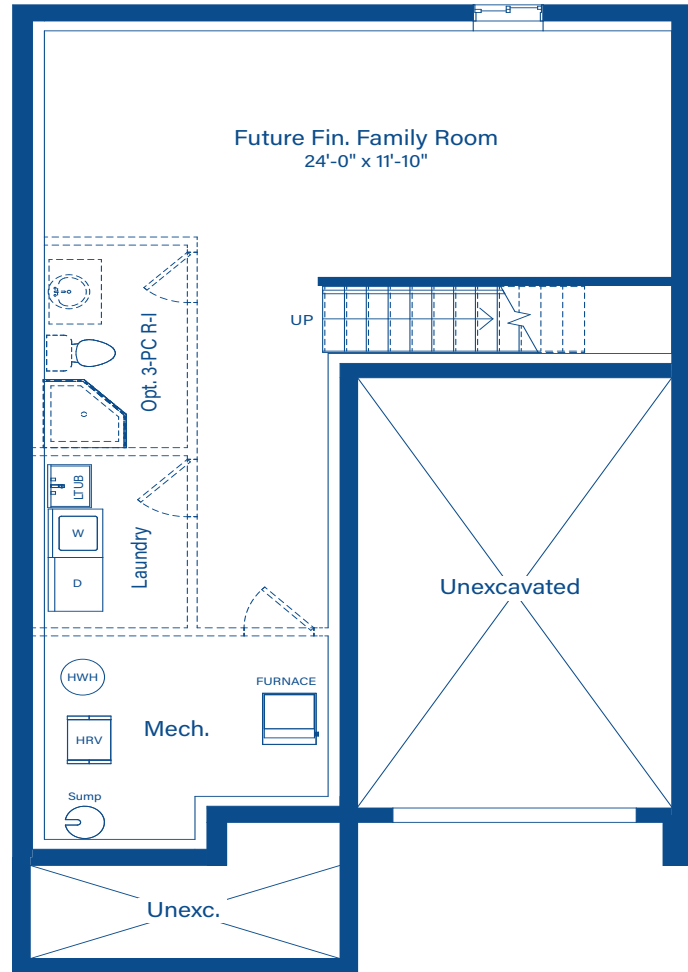 Future Fin. Family Room
24'-0" x 11'-10"
UP
Opt. 3-PC R-I
LTUB
W
D
Laundry
Unexcavated
HWH
FURNACE
HRV
Mech.
Sump
Unexc.